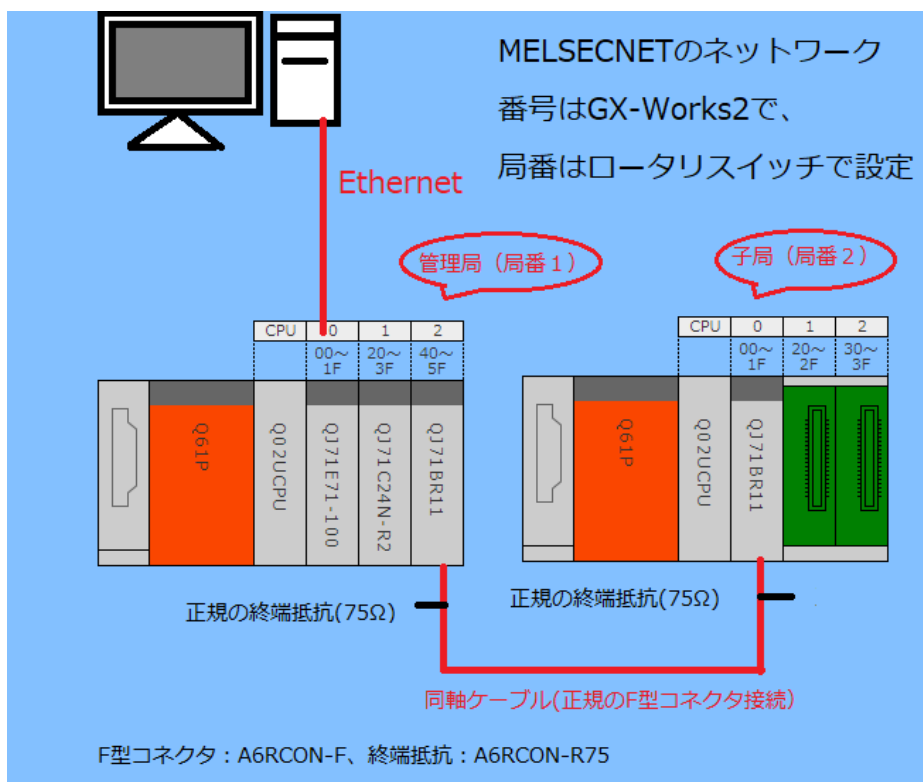 MELSECNETのネットワーク
番号はGX-Works2で、
局番はロータリスイッチで設定
Ethernet
管理局（局番１）
子局（局番２）
CPU 0 1 2
00～ 20～ 40～
1F 3F 5F
Q61P
Q02UCPU
QJ71E71-100
QJ71C24N-R2
QJ71BR11
CPU 0 1 2
00～ 20～ 30～
1F 2F 3F
Q61P
Q02UCPU
QJ71BR11
正規の終端抵抗(75Ω)
正規の終端抵抗(75Ω)
同軸ケーブル(正規のF型コネクタ接続）
F型コネクタ：A6RCON-F、終端抵抗：A6RCON-R75